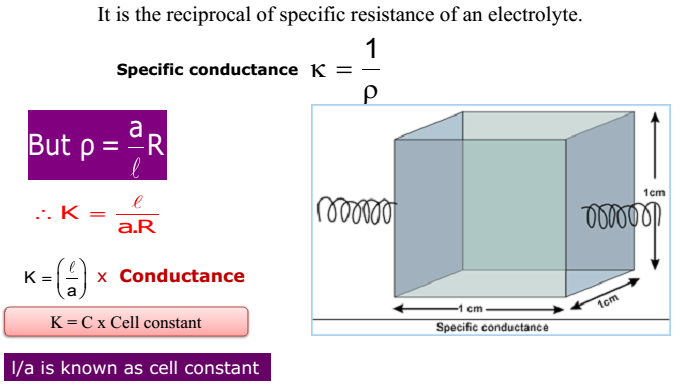 It is the reciprocal of specific resistance of an electrolyte.
Specific conductance κ = 1/ρ
But ρ = a/ℓ R
∴ K = ℓ/a.R
K = (ℓ/a) x Conductance
K = C x Cell constant
l/a is known as cell constant
1cm
1cm
1 cm
Specific conductance